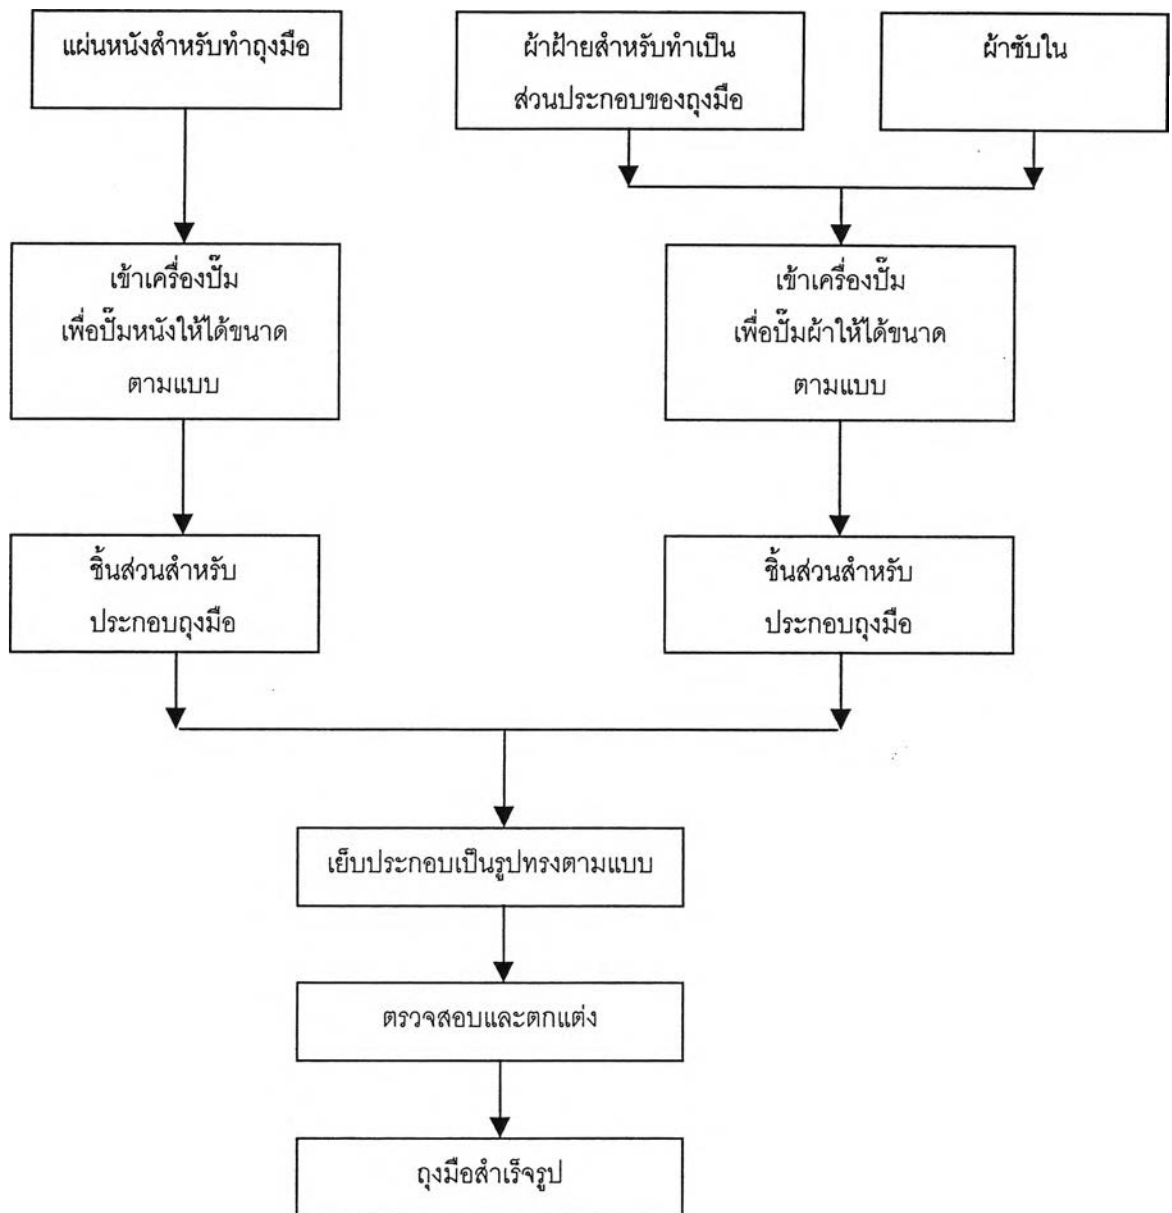 แผ่นหนังสำหรับทำถุงมือ
ผ้าฝ้ายสำหรับทำเป็น
ส่วนประกอบของถุงมือ
ผ้าซับใน
เข้าเครื่องปั๊ม
เพื่อปั๊มหนังให้ได้ขนาด
ตามแบบ
เข้าเครื่องปั๊ม
เพื่อปั๊มผ้าให้ได้ขนาด
ตามแบบ
ชิ้นส่วนสำหรับ
ประกอบถุงมือ
ชิ้นส่วนสำหรับ
ประกอบถุงมือ
เย็บประกอบเป็นรูปทรงตามแบบ
ตรวจสอบและตกแต่ง
ถุงมือสำเร็จรูป